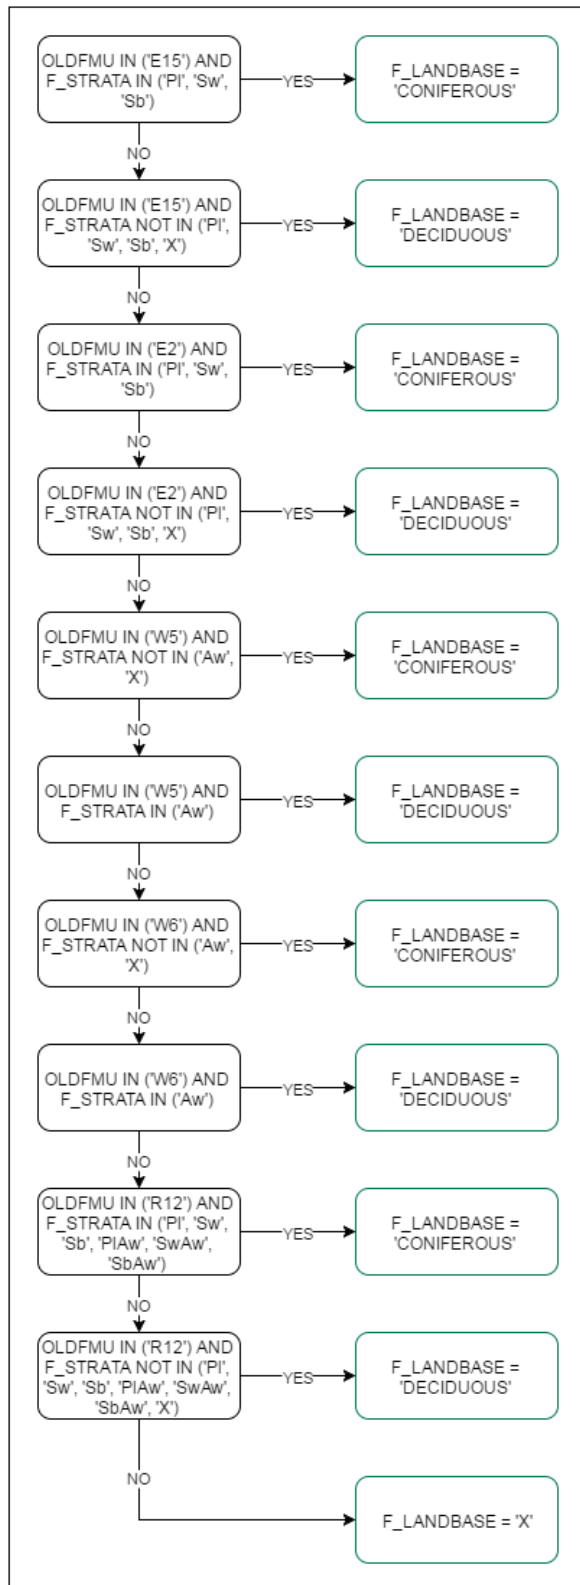 OLDFMU IN ('E15') AND
F_STRATA IN ('Pl', 'Sw',
'Sb')
YES
F_LANDBASE =
'CONIFEROUS'
NO
OLDFMU IN ('E15') AND
F_STRATA NOT IN ('Pl',
'Sw', 'Sb', 'X')
YES
F_LANDBASE =
'DECIDUOUS'
NO
OLDFMU IN ('E2') AND
F_STRATA IN ('Pl', 'Sw',
'Sb')
YES
F_LANDBASE =
'CONIFEROUS'
NO
OLDFMU IN ('E2') AND
F_STRATA NOT IN ('Pl',
'Sw', 'Sb', 'X')
YES
F_LANDBASE =
'DECIDUOUS'
NO
OLDFMU IN ('W5') AND
F_STRATA NOT IN ('Aw',
'X')
YES
F_LANDBASE =
'CONIFEROUS'
NO
OLDFMU IN ('W5') AND
F_STRATA IN ('Aw')
YES
F_LANDBASE =
'DECIDUOUS'
NO
OLDFMU IN ('W6') AND
F_STRATA NOT IN ('Aw',
'X')
YES
F_LANDBASE =
'CONIFEROUS'
NO
OLDFMU IN ('W6') AND
F_STRATA IN ('Aw')
YES
F_LANDBASE =
'DECIDUOUS'
NO
OLDFMU IN ('R12') AND
F_STRATA IN ('Pl', 'Sw',
'Sb', 'PlAw', 'SwAw',
'SbAw')
YES
F_LANDBASE =
'CONIFEROUS'
NO
OLDFMU IN ('R12') AND
F_STRATA NOT IN ('Pl',
'Sw', 'Sb', 'PlAw', 'SwAw',
'SbAw', 'X')
YES
F_LANDBASE =
'DECIDUOUS'
NO
F_LANDBASE = 'X'